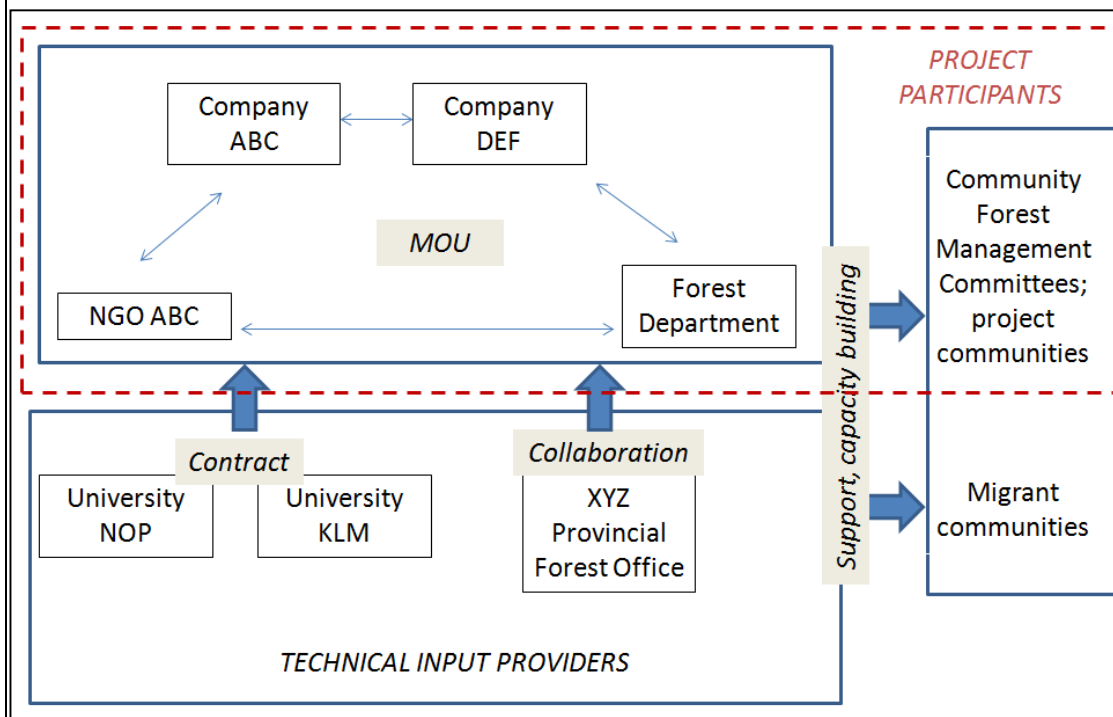 PROJECT
PARTICIPANTS
Company
ABC
Company
DEF
MOU
NGO ABC
Forest
Department
Community
Forest
Management
Committees;
project
communities
Support, capacity building
Contract
Collaboration
University
NOP
University
KLM
XYZ
Provincial
Forest Office
Migrant
communities
TECHNICAL INPUT PROVIDERS